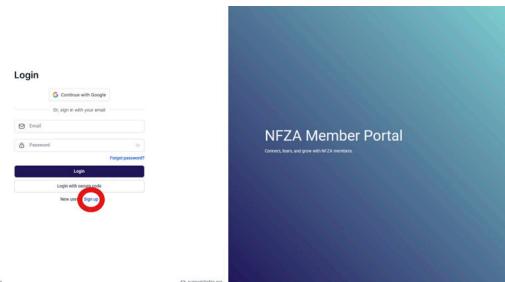 Login
Continue with Google
Or, sign in with your email
Email
Password
Forgot password?
Login
Login with secure code
New user? Sign up
NFZA Member Portal
Connect, learn, and grow with NFZA members.